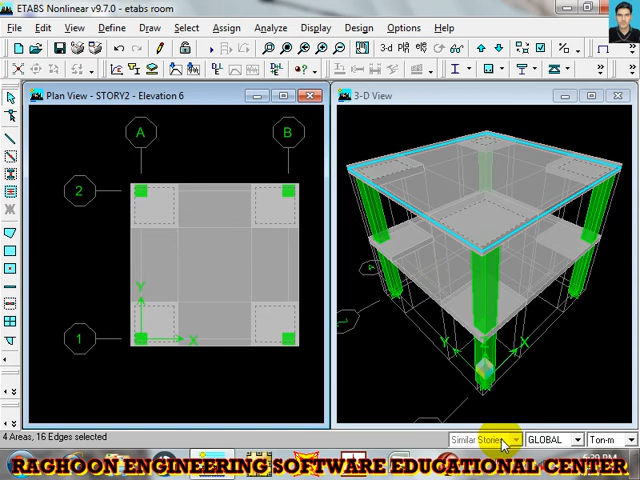 ETABS Nonlinear v9.7.0 - etabs room
File Edit View Define Draw Select Assign Analyze Display Design Options Help
3-d
Plan View - STORY2 - Elevation 6
3-D View
A
B
2
Y
1
X
Y
X
4 Areas, 16 Edges selected
Similar Stories
GLOBAL
Ton-m
RAGHOON ENGINEERING SOFTWARE EDUCATIONAL CENTER